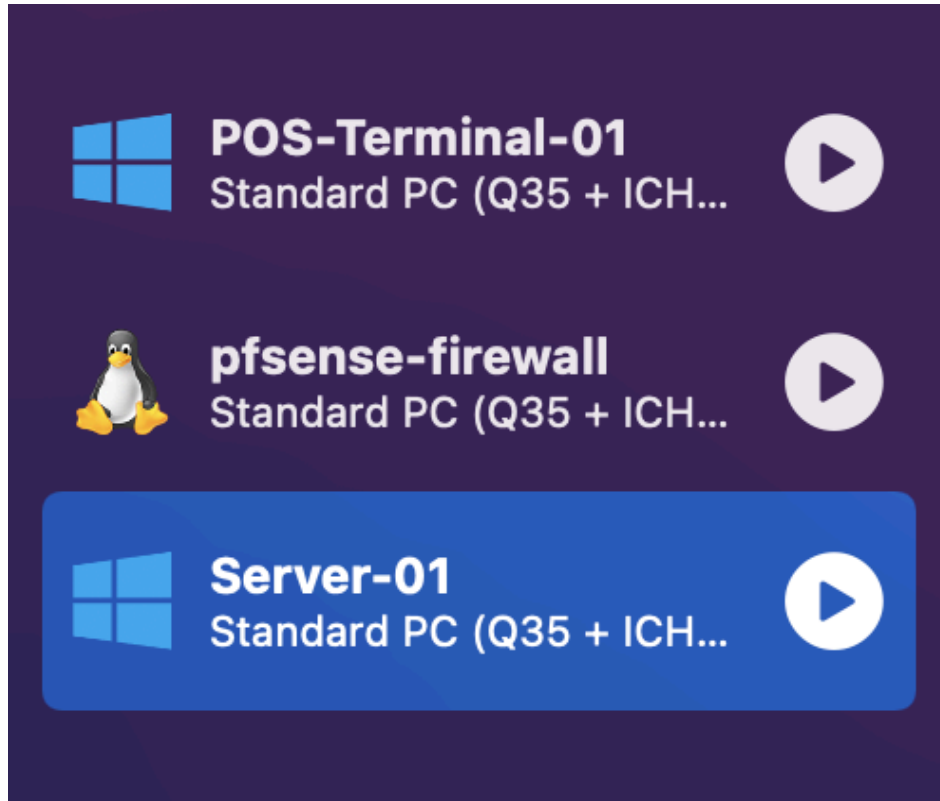 POS-Terminal-01
Standard PC (Q35 + ICH...
pfsense-firewall
Standard PC (Q35 + ICH...
Server-01
Standard PC (Q35 + ICH...